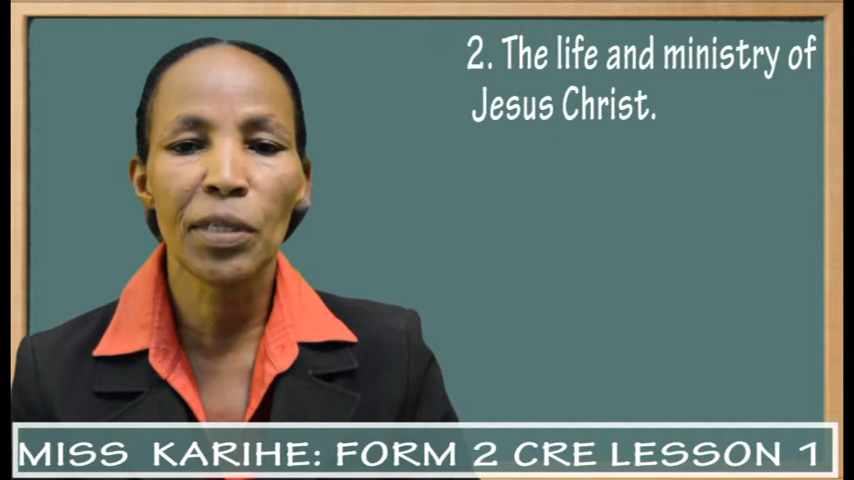 2. The life and ministry of
Jesus Christ.
MISS KARIHE: FORM 2 CRE LESSON 1